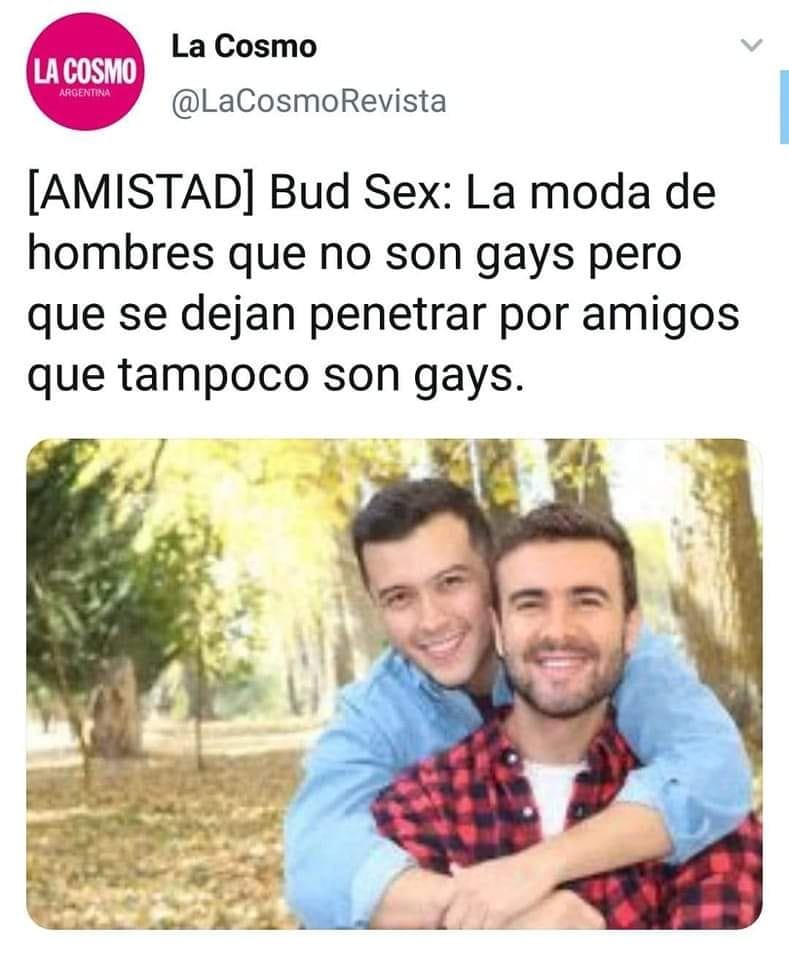 LA COSMO
ARGENTINA
La Cosmo
@LaCosmoRevista
[AMISTAD] Bud Sex: La moda de
hombres que no son gays pero
que se dejan penetrar por amigos
que tampoco son gays.